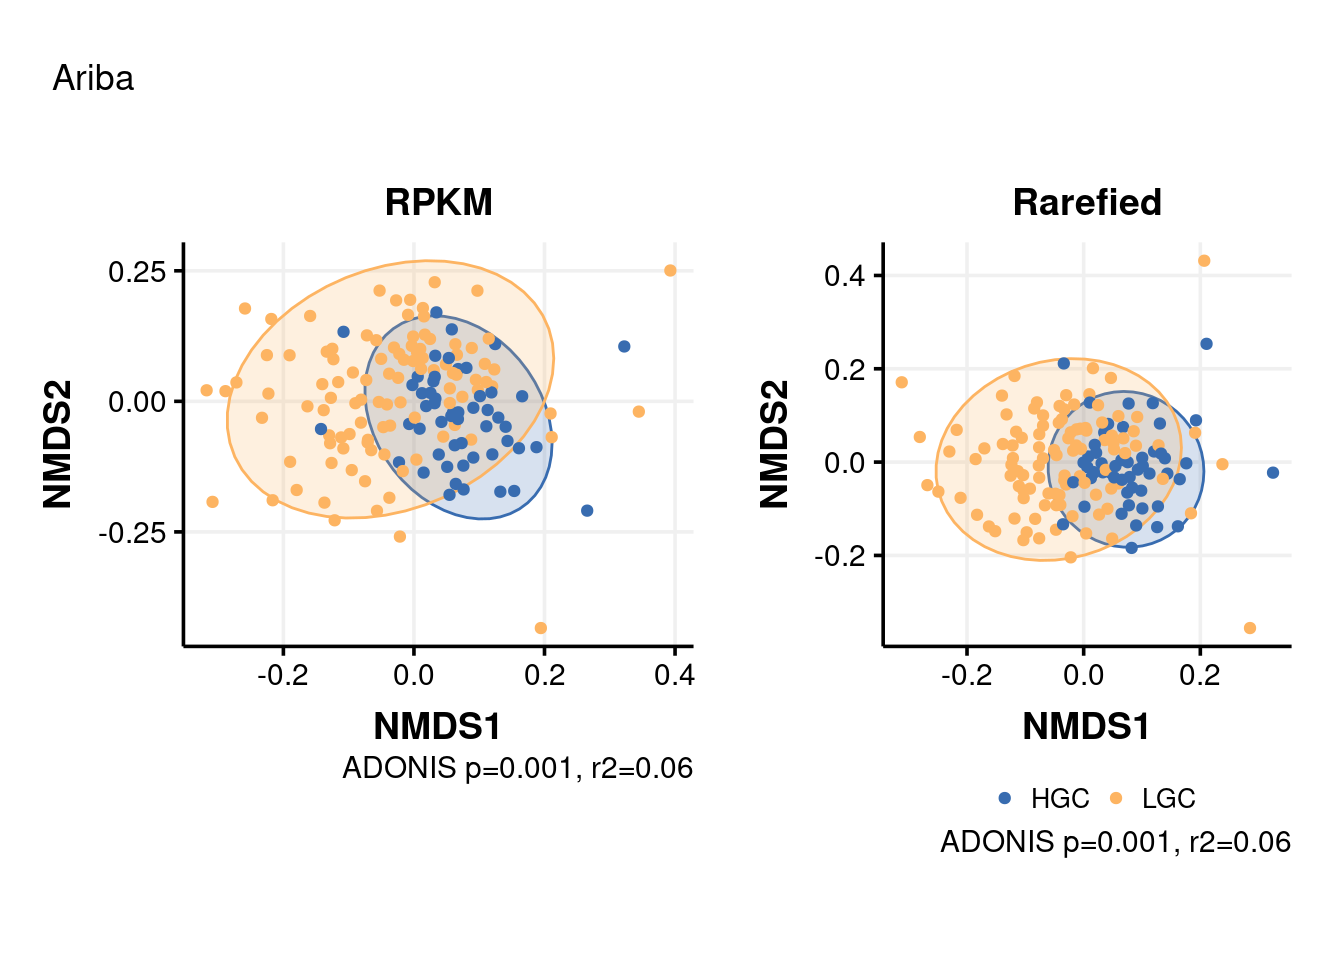 Ariba
RPKM
Rarefied
NMDS2
0.25
0.00
-0.25
-0.2 0.0 0.2 0.4
NMDS1
ADONIS p=0.001, r2=0.06
NMDS2
0.4
0.2
0.0
-0.2
-0.2 0.0 0.2
NMDS1
HGC LGC
ADONIS p=0.001, r2=0.06